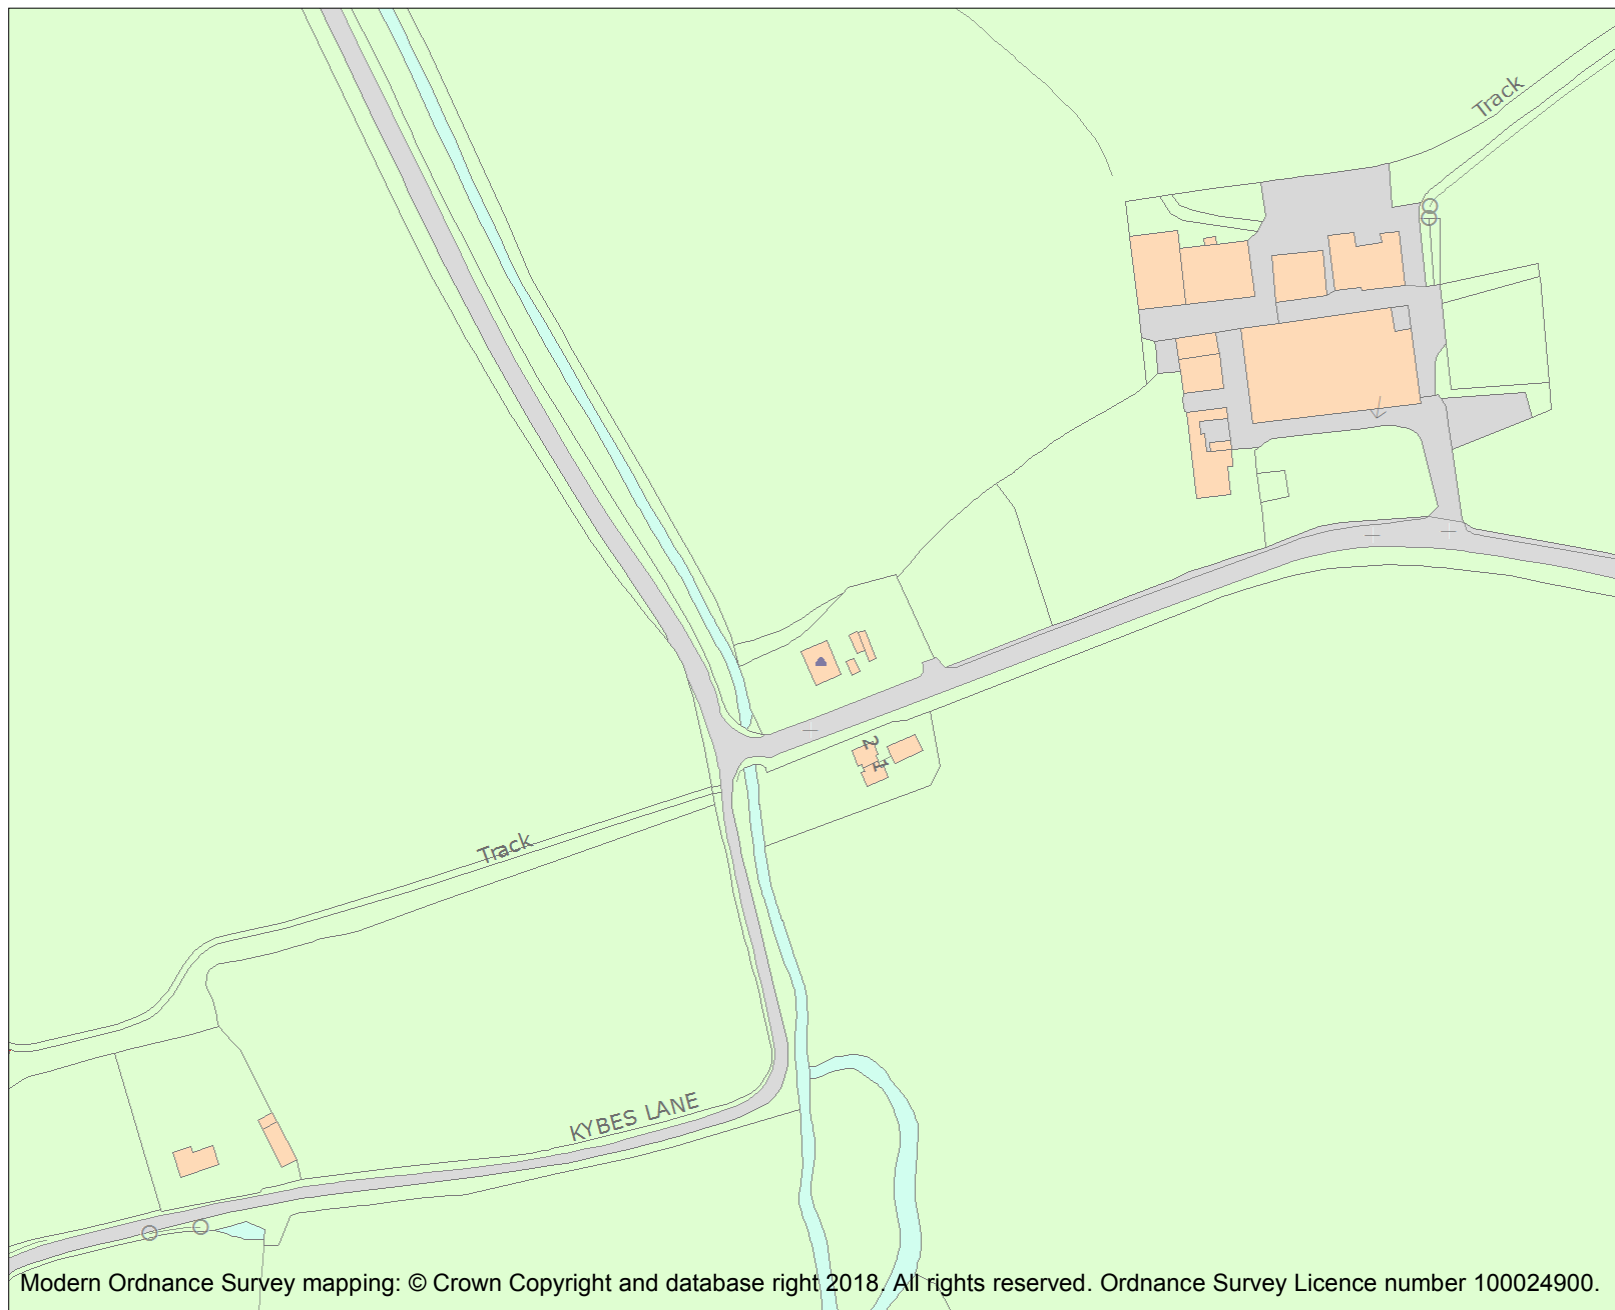 Track
2
1
Track
KYBES LANE
Modern Ordnance Survey mapping: © Crown Copyright and database right 2018. All rights reserved. Ordnance Survey Licence number 100024900.